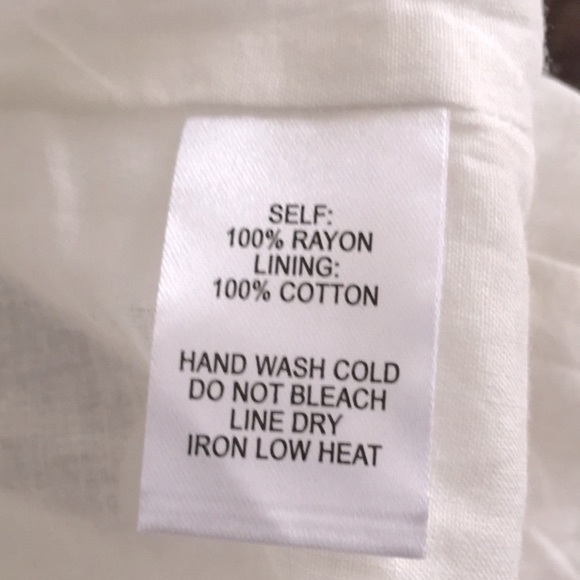 SELF:
100% RAYON
LINING:
100% COTTON
HAND WASH COLD
DO NOT BLEACH
LINE DRY
IRON LOW HEAT